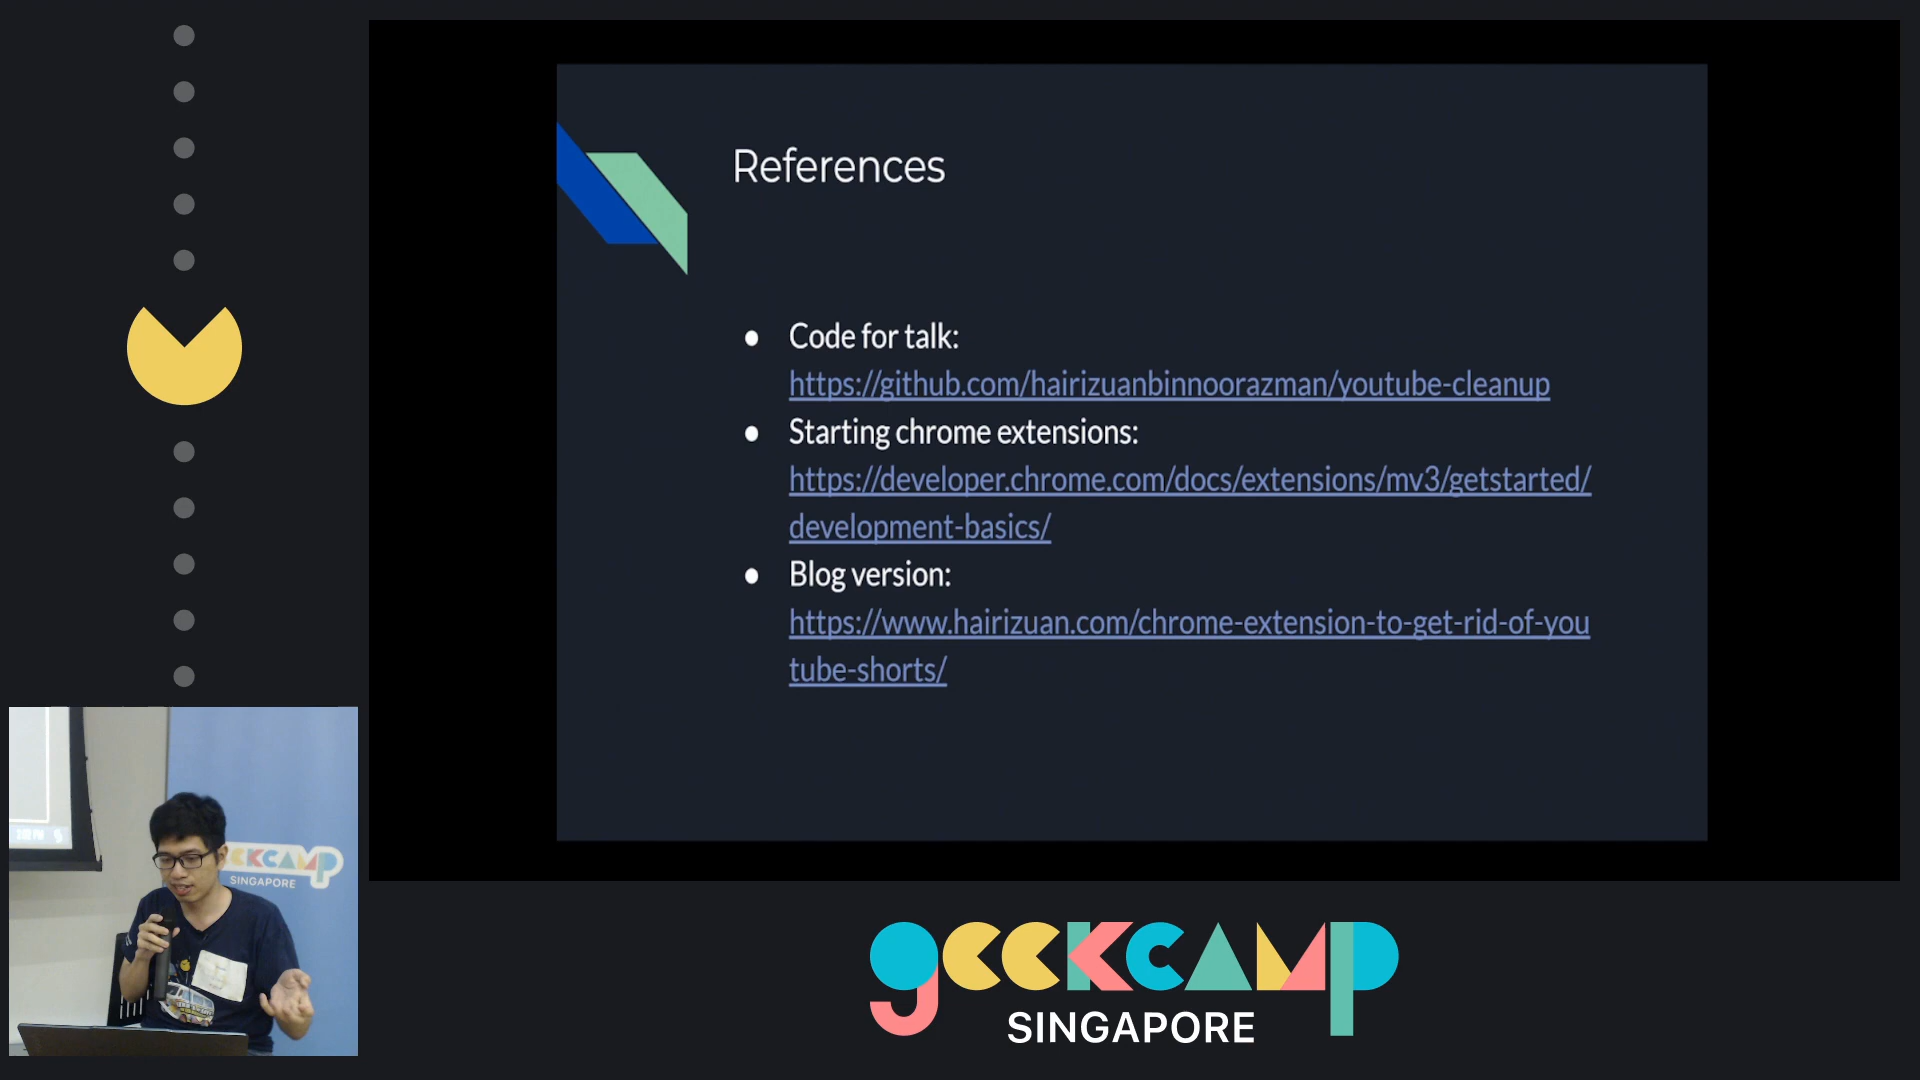 References
● Code for talk:
https://github.com/hairizuanbinnoorazman/youtube-cleanup
● Starting chrome extensions:
https://developer.chrome.com/docs/extensions/mv3/getstarted/
development-basics/
● Blog version:
https://www.hairizuan.com/chrome-extension-to-get-rid-of-you
tube-shorts/
GEEKCAMP
SINGAPORE
geekcamp
SINGAPORE